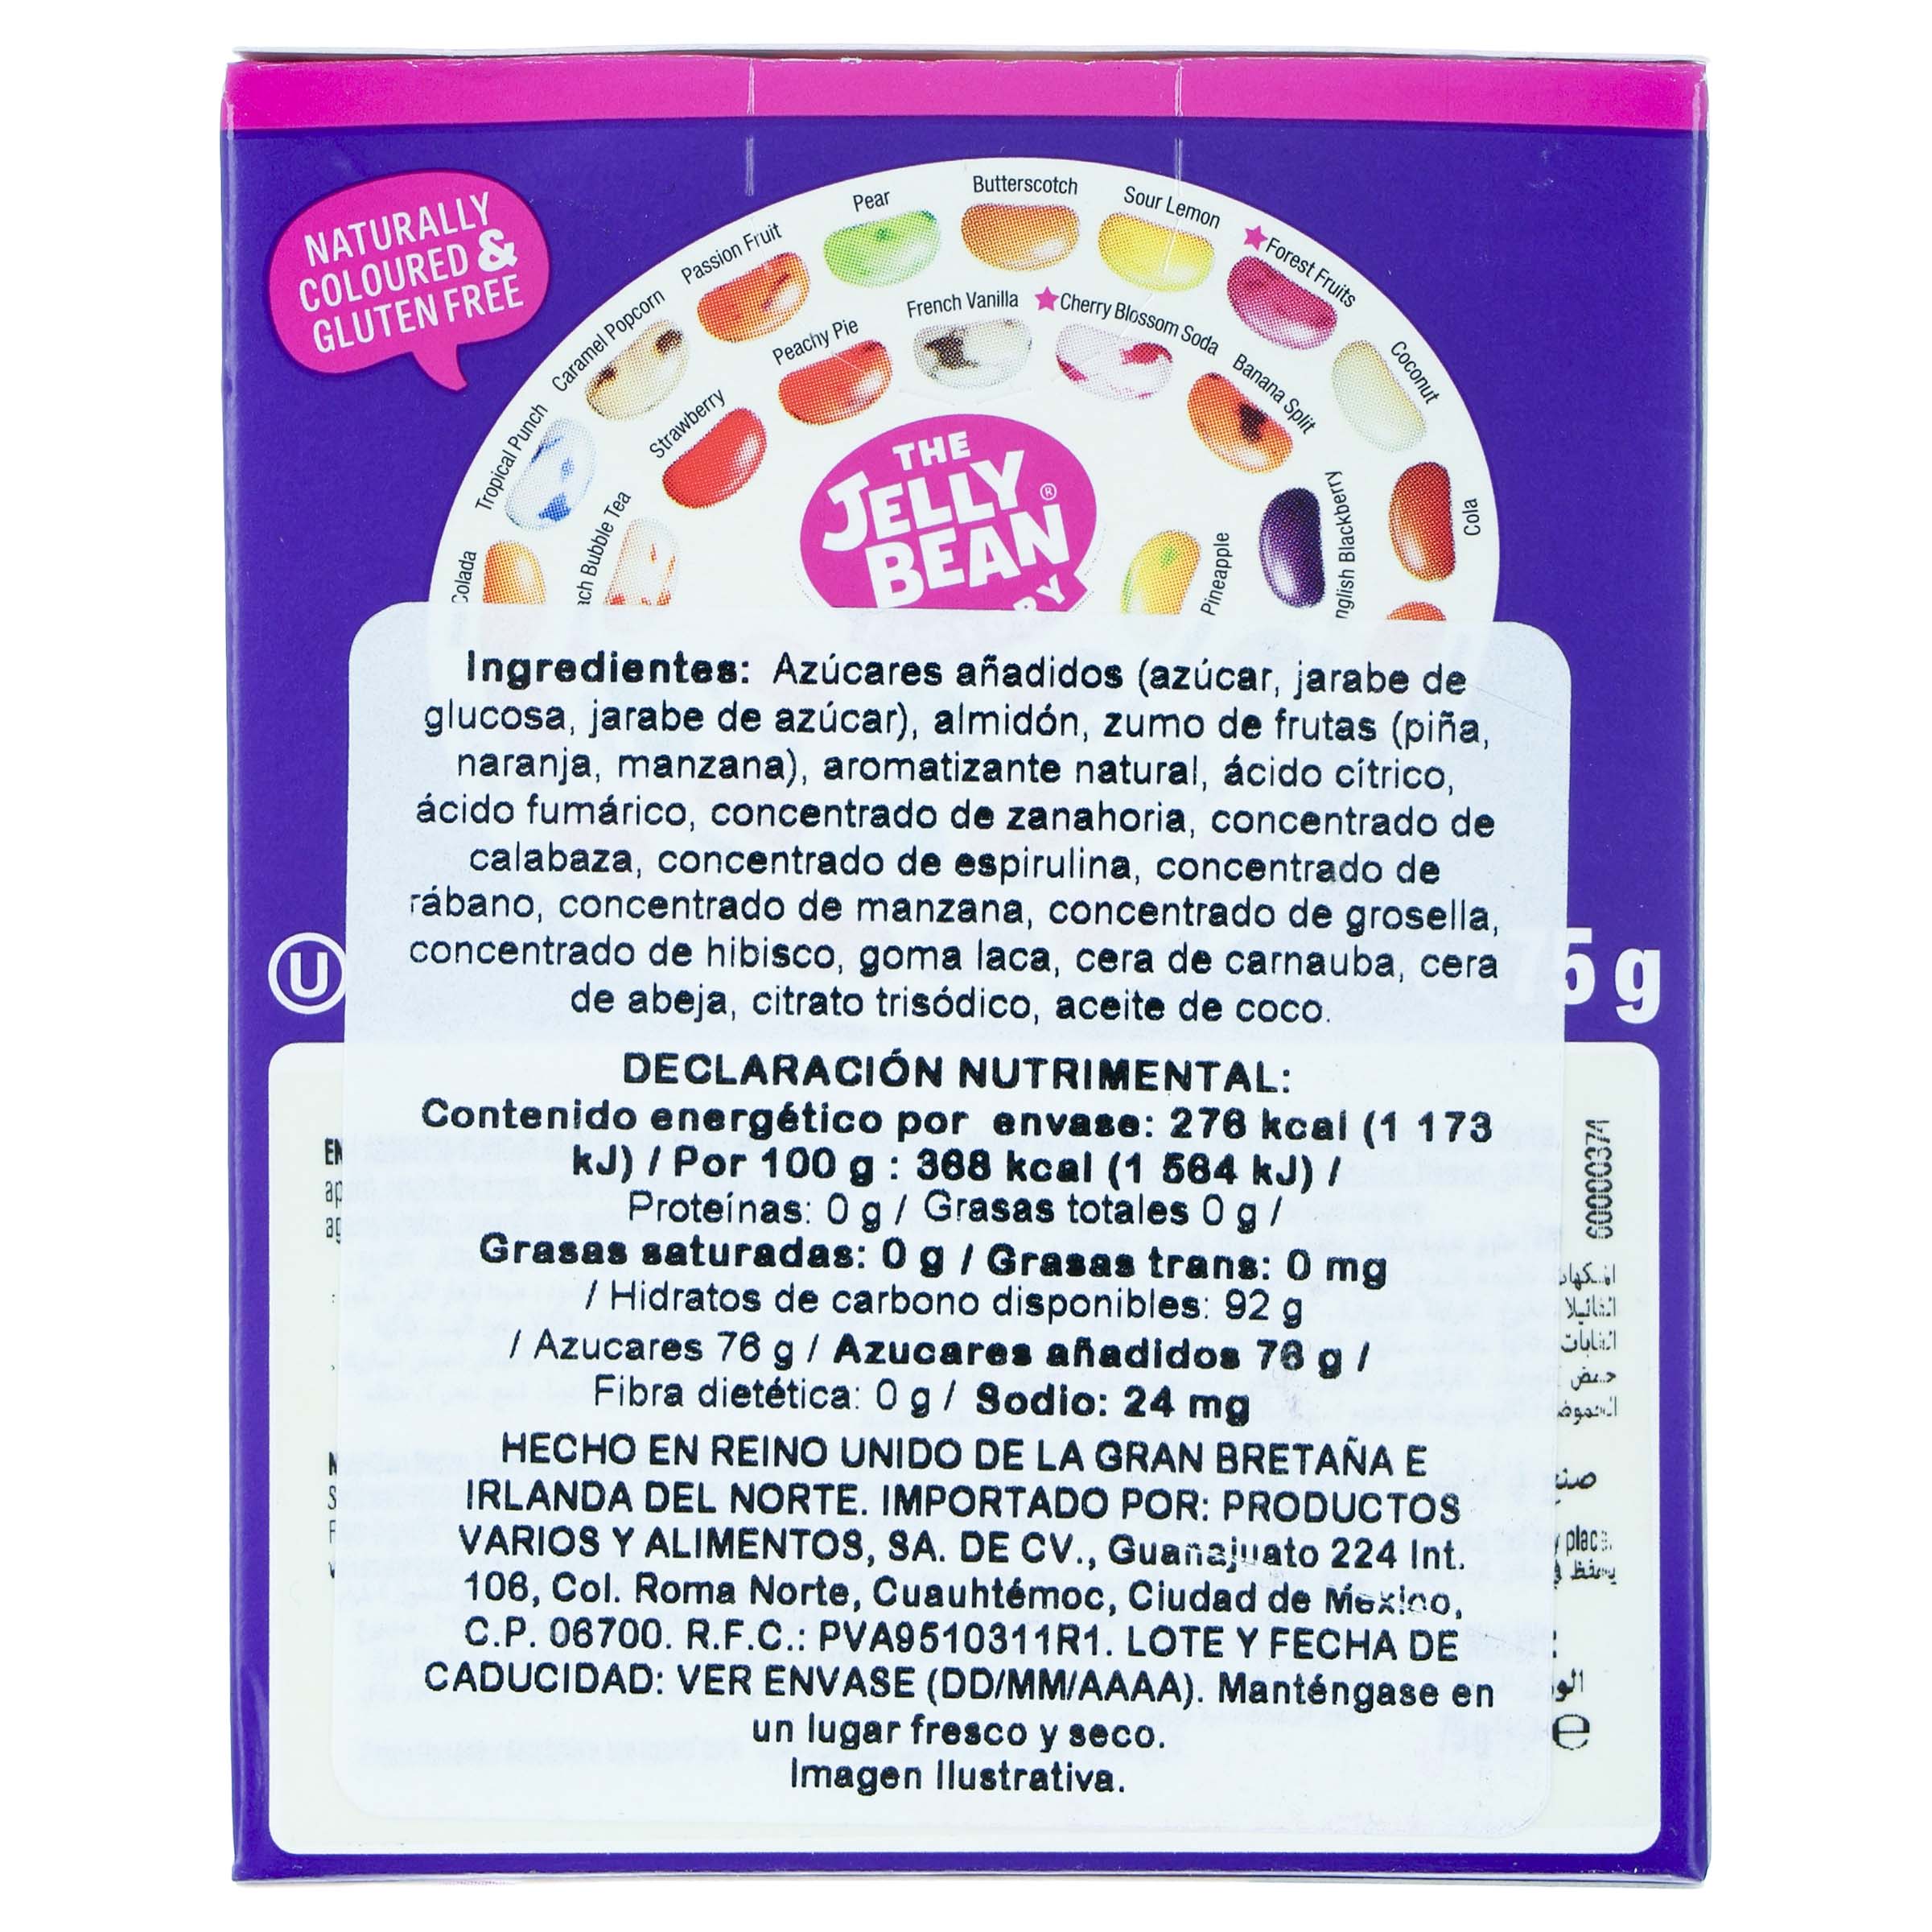 NATURALLY
COLOURED &
GLUTEN FREE
Colada
Tropical Punch
Caramel Popcorn
Passion Fruit
Pear
Butterscotch
Sour Lemon
Forest Fruits
Coconut
Cola
Bubble Tea
Strawberry
Peachy Pie
French Vanilla
Cherry Blossom Soda
Banana Split
Blackberry
Pineapple
THE
JELLY®
BEAN
Ingredientes: Azúcares añadidos (azúcar, jarabe de
glucosa, jarabe de azúcar), almidón, zumo de frutas (piña,
naranja, manzana), aromatizante natural, ácido cítrico,
ácido fumárico, concentrado de zanahoria, concentrado de
calabaza, concentrado de espirulina, concentrado de
rábano, concentrado de manzana, concentrado de grosella,
concentrado de hibisco, goma laca, cera de carnauba, cera
de abeja, citrato trisódico, aceite de coco.
U
75 g
DECLARACIÓN NUTRIMENTAL:
Contenido energético por envase: 276 kcal (1 173
kJ) / Por 100 g : 368 kcal (1 564 kJ) /
Proteínas: 0 g / Grasas totales 0 g /
Grasas saturadas: 0 g / Grasas trans: 0 mg
/ Hidratos de carbono disponibles: 92 g
/ Azucares 76 g / Azucares añadidos 76 g /
Fibra dietética: 0 g / Sodio: 24 mg
HECHO EN REINO UNIDO DE LA GRAN BRETAÑA E
IRLANDA DEL NORTE. IMPORTADO POR: PRODUCTOS
VARIOS Y ALIMENTOS, SA. DE CV., Guanajuato 224 Int.
106, Col. Roma Norte, Cuauhtémoc, Ciudad de México,
C.P. 06700. R.F.C.: PVA9510311R1. LOTE Y FECHA DE
CADUCIDAD: VER ENVASE (DD/MM/AAAA). Manténgase en
un lugar fresco y seco.
Imagen Ilustrativa.
EN
place.
e